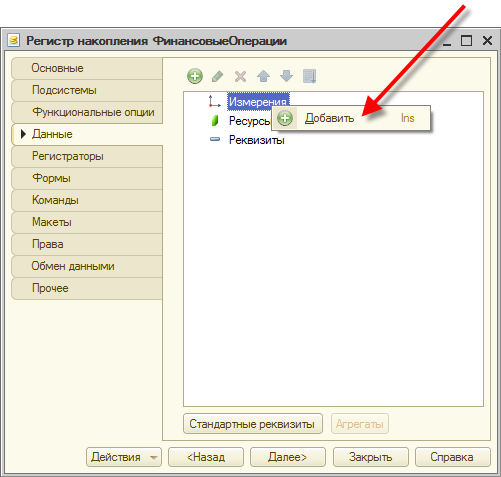 Регистр накопления ФинансовыеОперации
Основные
Подсистемы
Функциональные опции
Данные
Регистраторы
Формы
Команды
Макеты
Права
Обмен данными
Прочее
Измерения
Ресурсы
Добавить Ins
Реквизиты
Стандартные реквизиты Агрегаты
Действия <Назад Далее> Закрыть Справка